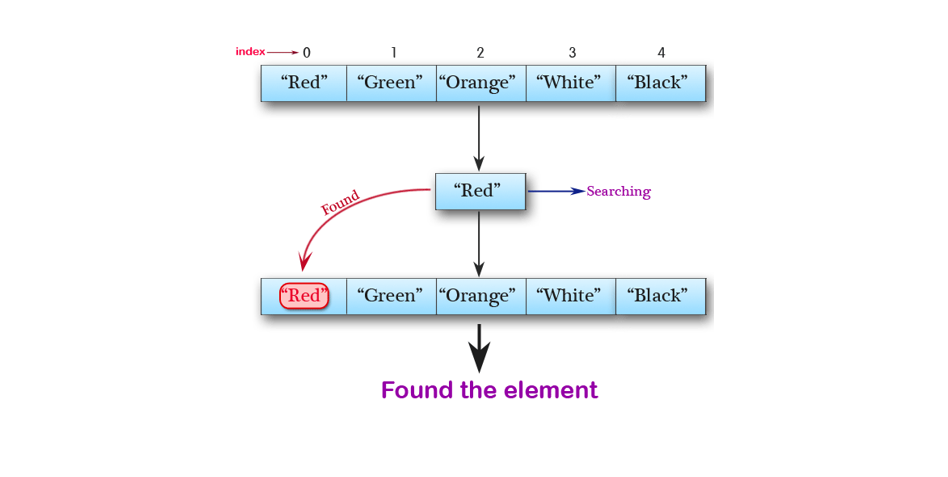 index 0 1 2 3 4
“Red” “Green” “Orange” “White” “Black”
“Red” Searching
Found
“Red” “Green” “Orange” “White” “Black”
Found the element